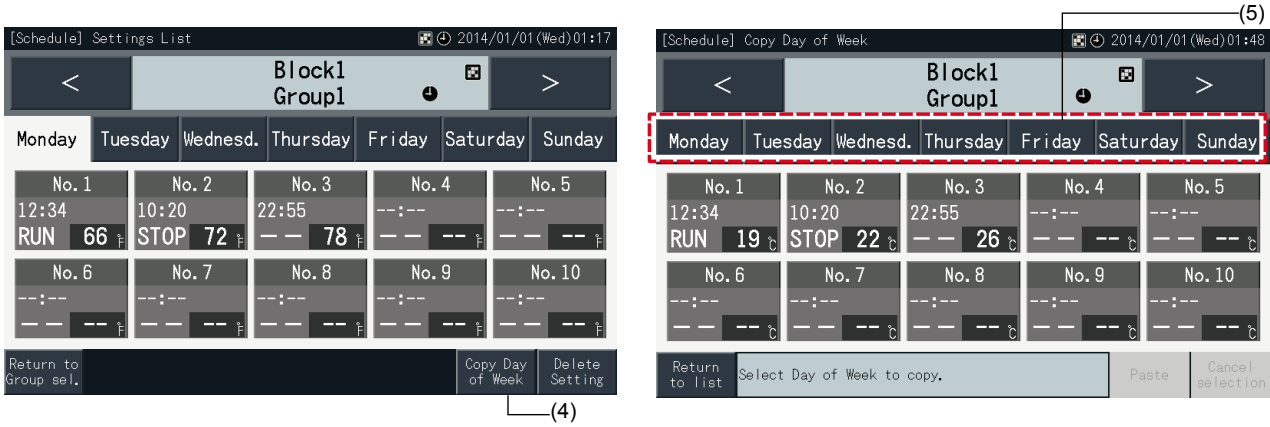 (5)
[Schedule] Settings List 2014/01/01(Wed)01:17
< Block1 >
Group1
Monday Tuesday Wednesd. Thursday Friday Saturday Sunday
No.1 No.2 No.3 No.4 No.5
12:34 10:20 22:55 --:-- --:--
RUN 66 °F STOP 72 °F -- 78 °F -- -- °F -- -- °F
No.6 No.7 No.8 No.9 No.10
--:-- --:-- --:-- --:-- --:--
-- -- °F -- -- °F -- -- °F -- -- °F -- -- °F
Return to Copy Day Delete
Group sel. of Week Setting
(4)
[Schedule] Copy Day of Week 2014/01/01(Wed)01:48
< Block1 >
Group1
Monday Tuesday Wednesd. Thursday Friday Saturday Sunday
No.1 No.2 No.3 No.4 No.5
12:34 10:20 22:55 --:-- --:--
RUN 19 °C STOP 22 °C -- 26 °C -- -- °C -- -- °C
No.6 No.7 No.8 No.9 No.10
--:-- --:-- --:-- --:-- --:--
-- -- °C -- -- °C -- -- °C -- -- °C -- -- °C
Return Select Day of Week to copy. Paste Cancel
to list selection